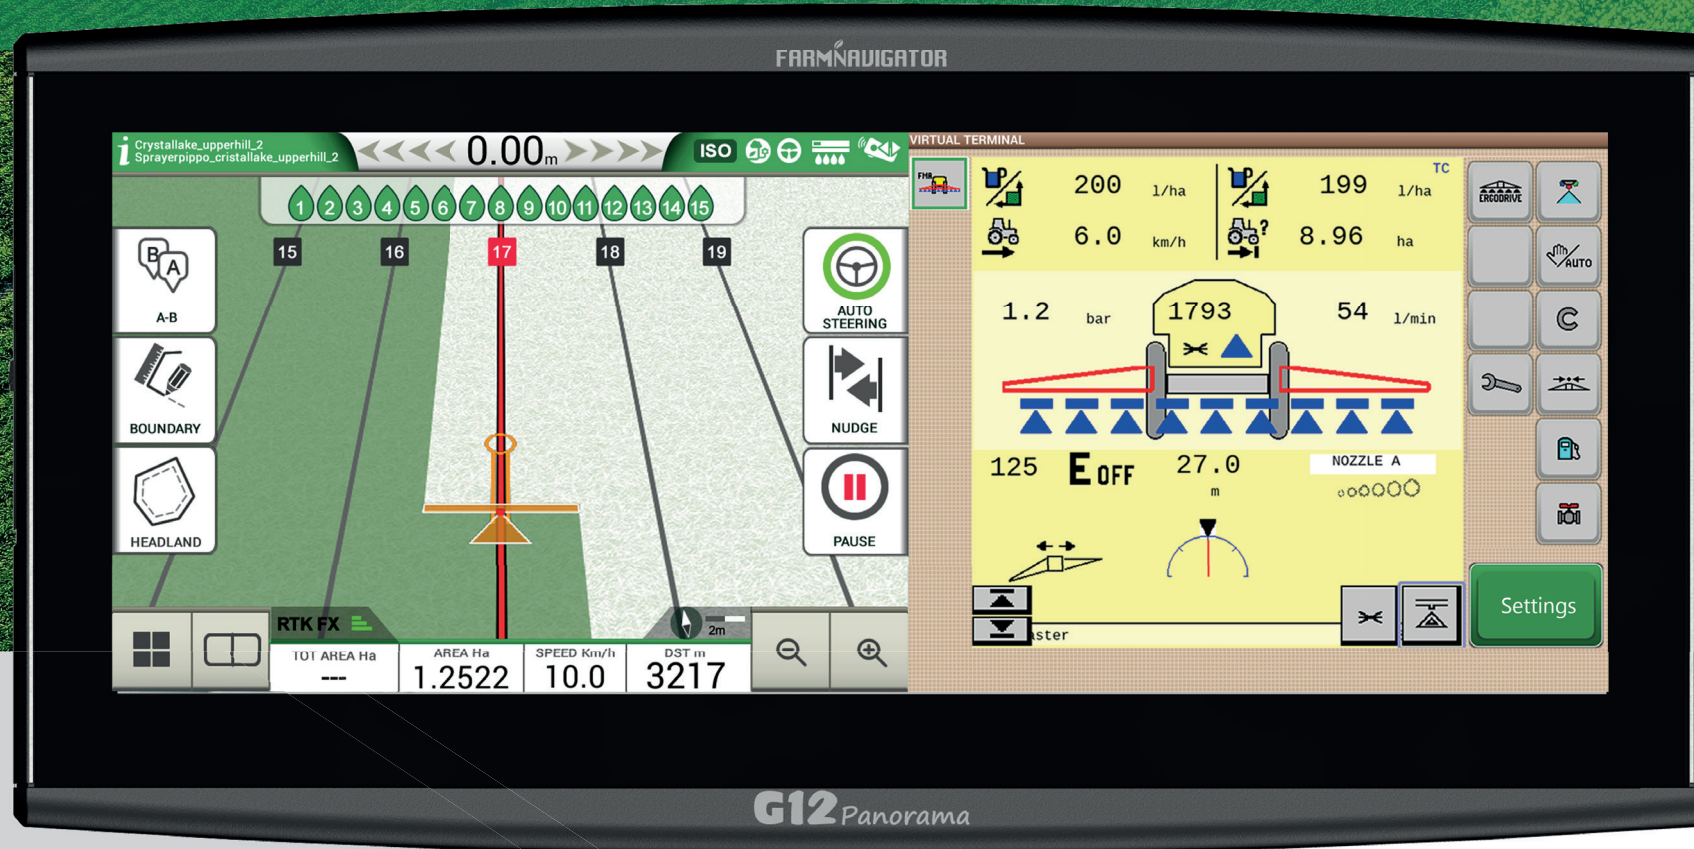 FARMNAVIGATOR
Crystallake_upperhill_2
Sprayerpippo_cristallake_upperhill_2
0.00m
ISO
1 2 3 4 5 6 7 8 9 10 11 12 13 14 15
15 16 17 18 19
B A
A-B
BOUNDARY
HEADLAND
AUTO
STEERING
NUDGE
PAUSE
RTK FX
2m
TOT AREA Ha
---
AREA Ha
1.2522
SPEED Km/h
10.0
DST m
3217
VIRTUAL TERMINAL
FMR
TC
200 l/ha
199 l/ha
6.0 km/h
? 8.96 ha
1.2 bar
1793
54 l/min
125 E OFF
27.0
m
NOZZLE A
aster
ERGODRIVE
AUTO
C
Settings
G12 Panorama